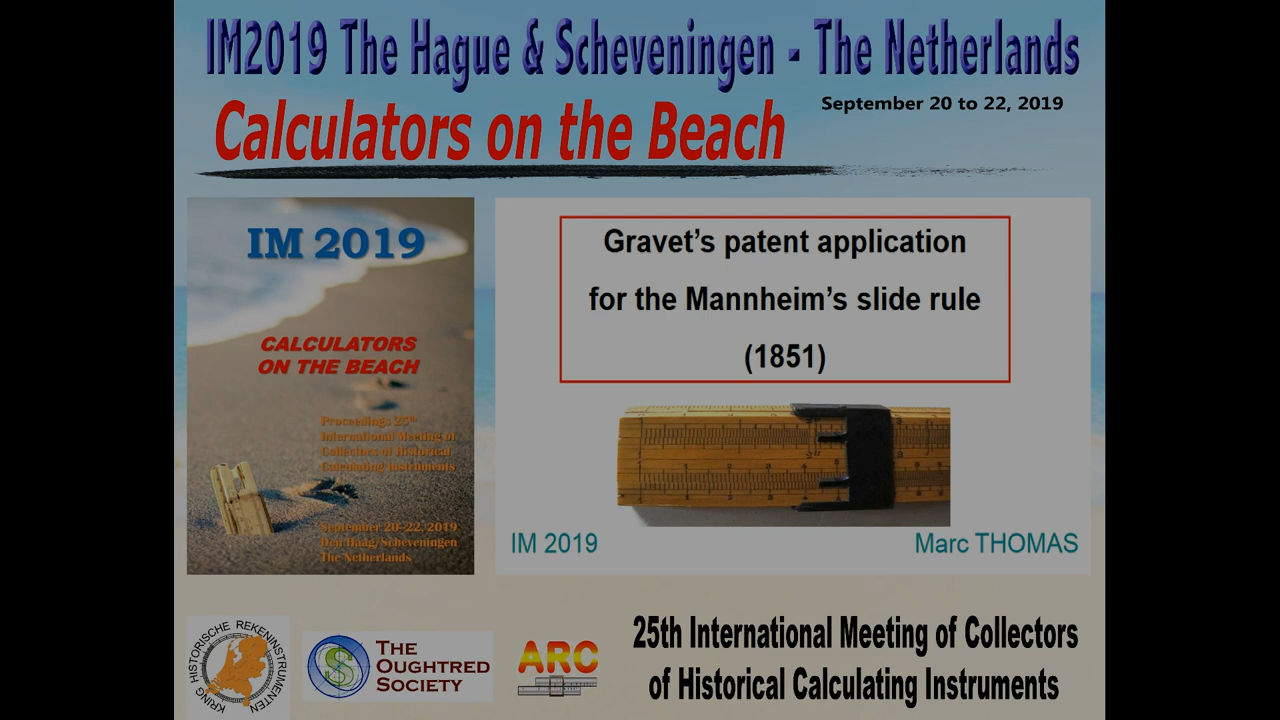 IM2019 The Hague & Scheveningen - The Netherlands
September 20 to 22, 2019
Calculators on the Beach
IM 2019
CALCULATORS
ON THE BEACH
Proceedings 25th
International Meeting of
Collectors of Historical
Calculating Instruments
September 20-22, 2019
Den Haag/Scheveningen
The Netherlands
Gravet's patent application
for the Mannheim's slide rule
(1851)
IM 2019
Marc THOMAS
KRING HISTORISCHE REKENINSTRUMENTEN
THE
OUGHTRED
SOCIETY
ARC
25th International Meeting of Collectors
of Historical Calculating Instruments